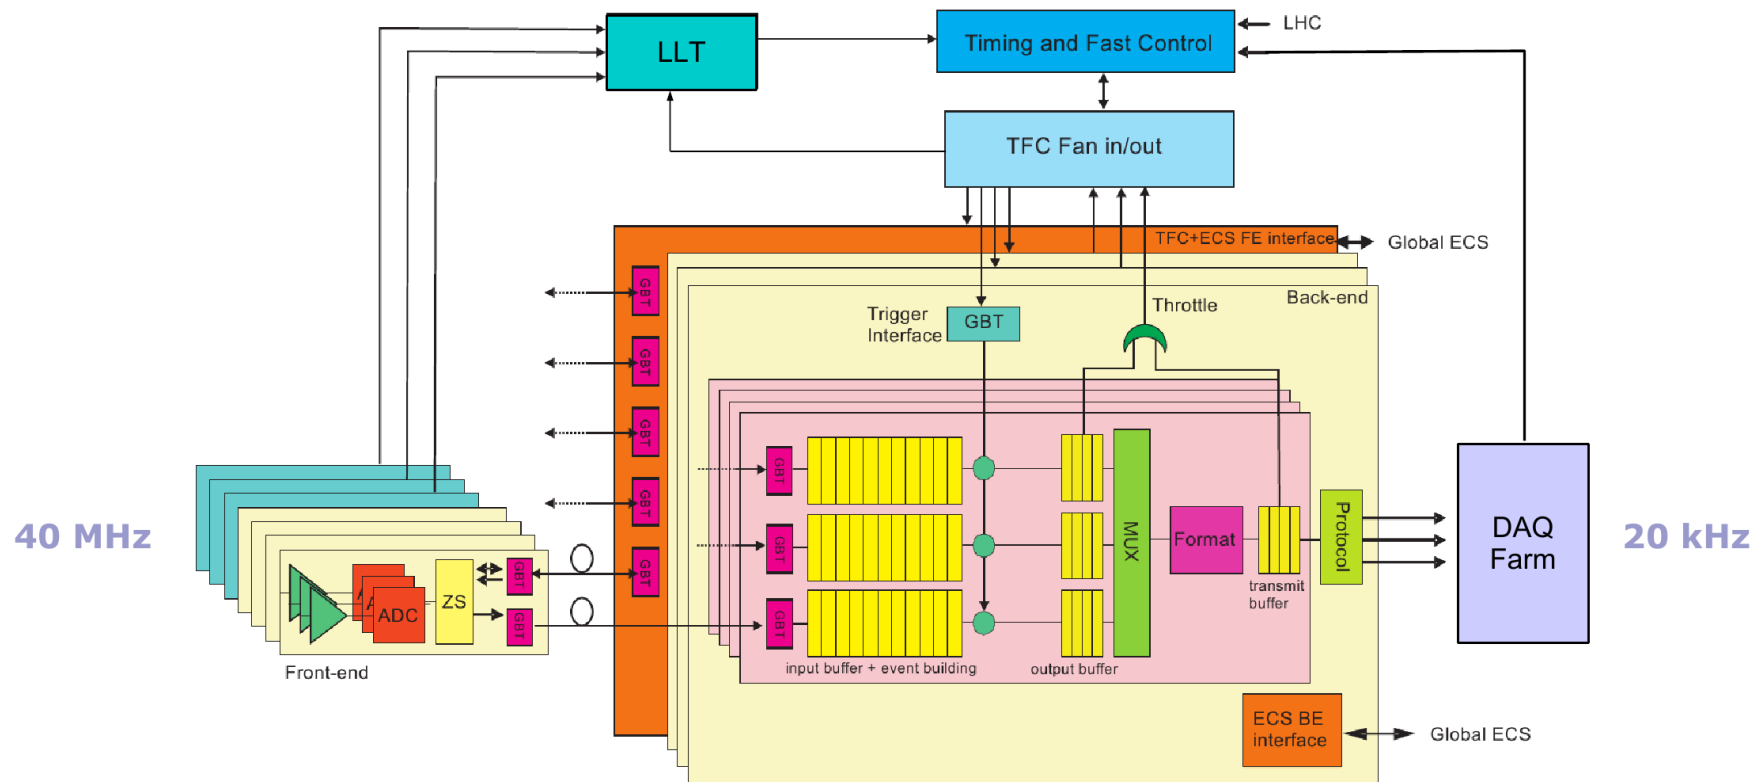 LLT
Timing and Fast Control
LHC
TFC Fan in/out
TFC+ECS FE interface
Global ECS
Back-end
GBT
GBT
GBT
GBT
GBT
Trigger
Interface
GBT
Throttle
GBT
GBT
GBT
MUX
Format
transmit
buffer
Protocol
DAQ
Farm
40 MHz
20 kHz
ADC
ZS
GBT
GBT
Front-end
input buffer + event building
output buffer
ECS BE
interface
Global ECS